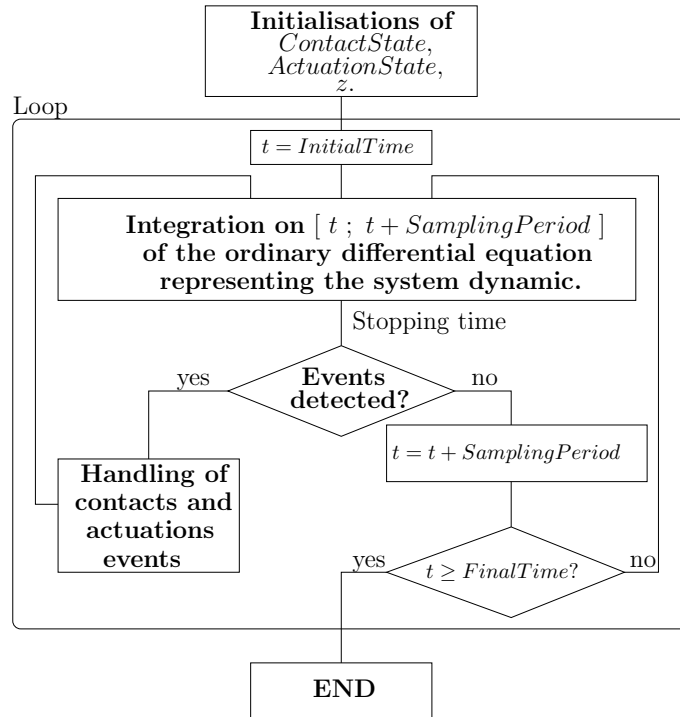 Initialisations of
ContactState,
ActuationState,
z.
Loop
t = InitialTime
Integration on [ t ; t + SamplingPeriod ]
of the ordinary differential equation
representing the system dynamic.
Stopping time
yes
Events
detected?
no
t = t + SamplingPeriod
Handling of
contacts and
actuations
events
yes
t ≥ FinalTime?
no
END